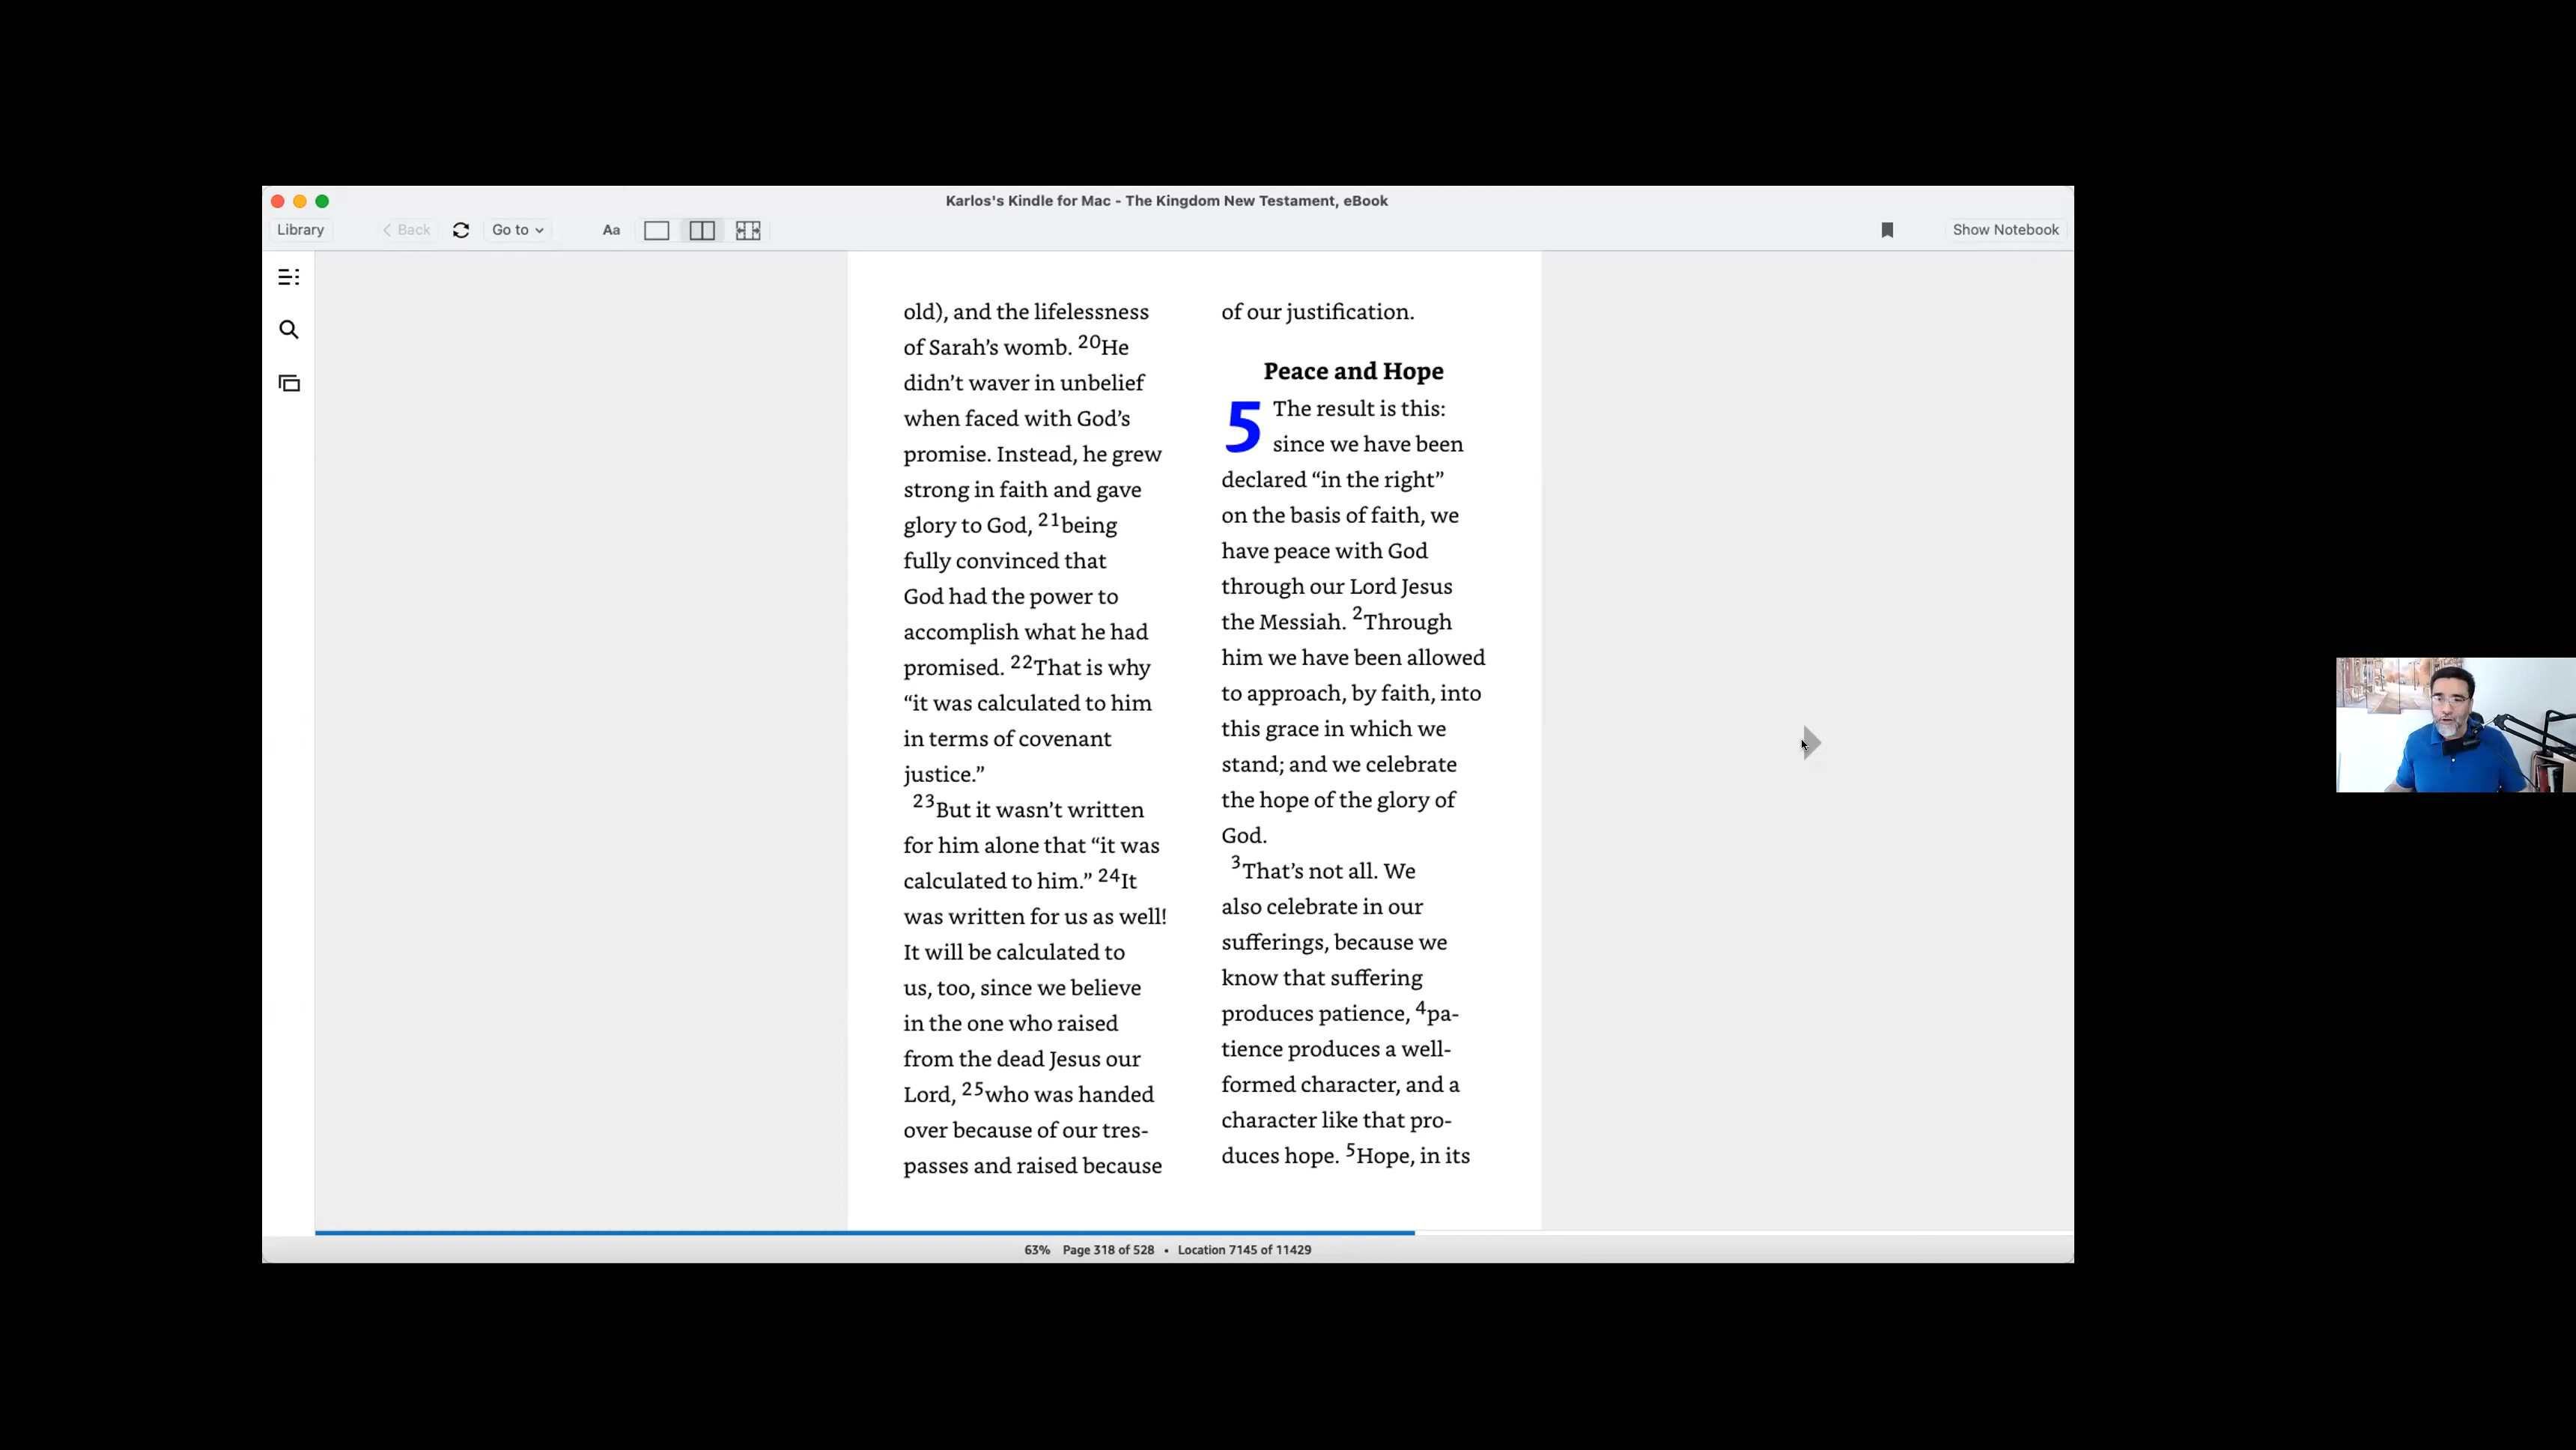 Karlos's Kindle for Mac - The Kingdom New Testament, eBook
Library
Back
Go to
Aa
Show Notebook
old), and the lifelessness
of Sarah’s womb. 20He
didn’t waver in unbelief
when faced with God’s
promise. Instead, he grew
strong in faith and gave
glory to God, 21being
fully convinced that
God had the power to
accomplish what he had
promised. 22That is why
“it was calculated to him
in terms of covenant
justice.”
23But it wasn’t written
for him alone that “it was
calculated to him.” 24It
was written for us as well!
It will be calculated to
us, too, since we believe
in the one who raised
from the dead Jesus our
Lord, 25who was handed
over because of our tres-
passes and raised because
of our justification.
Peace and Hope
5 The result is this:
since we have been
declared “in the right”
on the basis of faith, we
have peace with God
through our Lord Jesus
the Messiah. 2Through
him we have been allowed
to approach, by faith, into
this grace in which we
stand; and we celebrate
the hope of the glory of
God.
3That’s not all. We
also celebrate in our
sufferings, because we
know that suffering
produces patience, 4pa-
tience produces a well-
formed character, and a
character like that pro-
duces hope. 5Hope, in its
63% Page 318 of 528 • Location 7145 of 11429